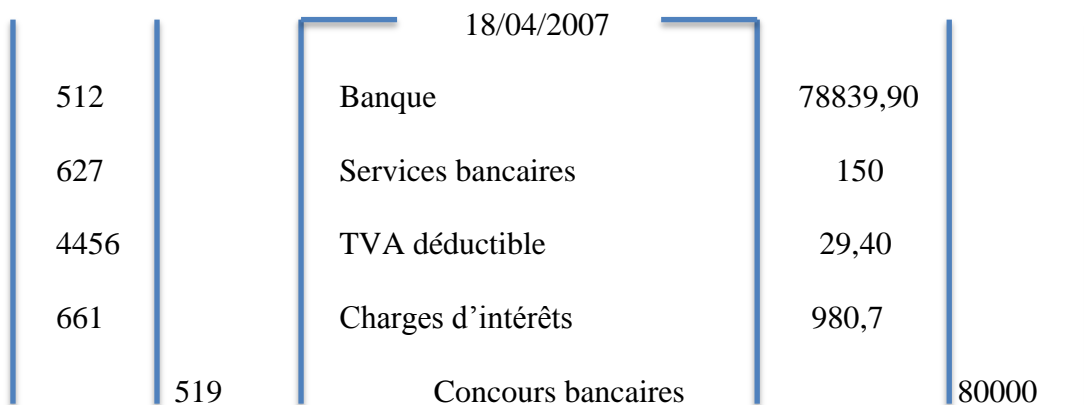 18/04/2007
512 Banque 78839,90
627 Services bancaires 150
4456 TVA déductible 29,40
661 Charges d’intérêts 980,7
519 Concours bancaires 80000